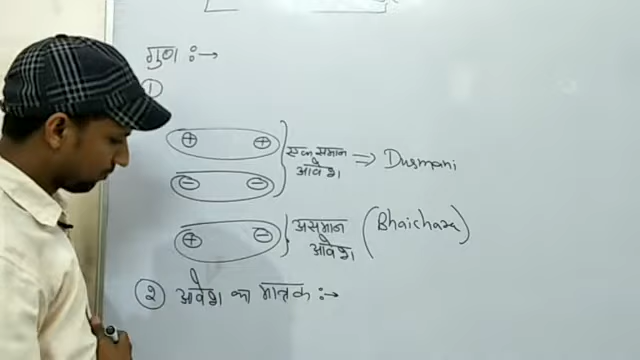 गुण :→
①
⊕ ⊕
एक समान ⇒ Dusmani
आवेश
⊖ ⊖
⊕ ⊖ असमान (Bhaichara)
आवेश
② आवेश का मात्रक :→